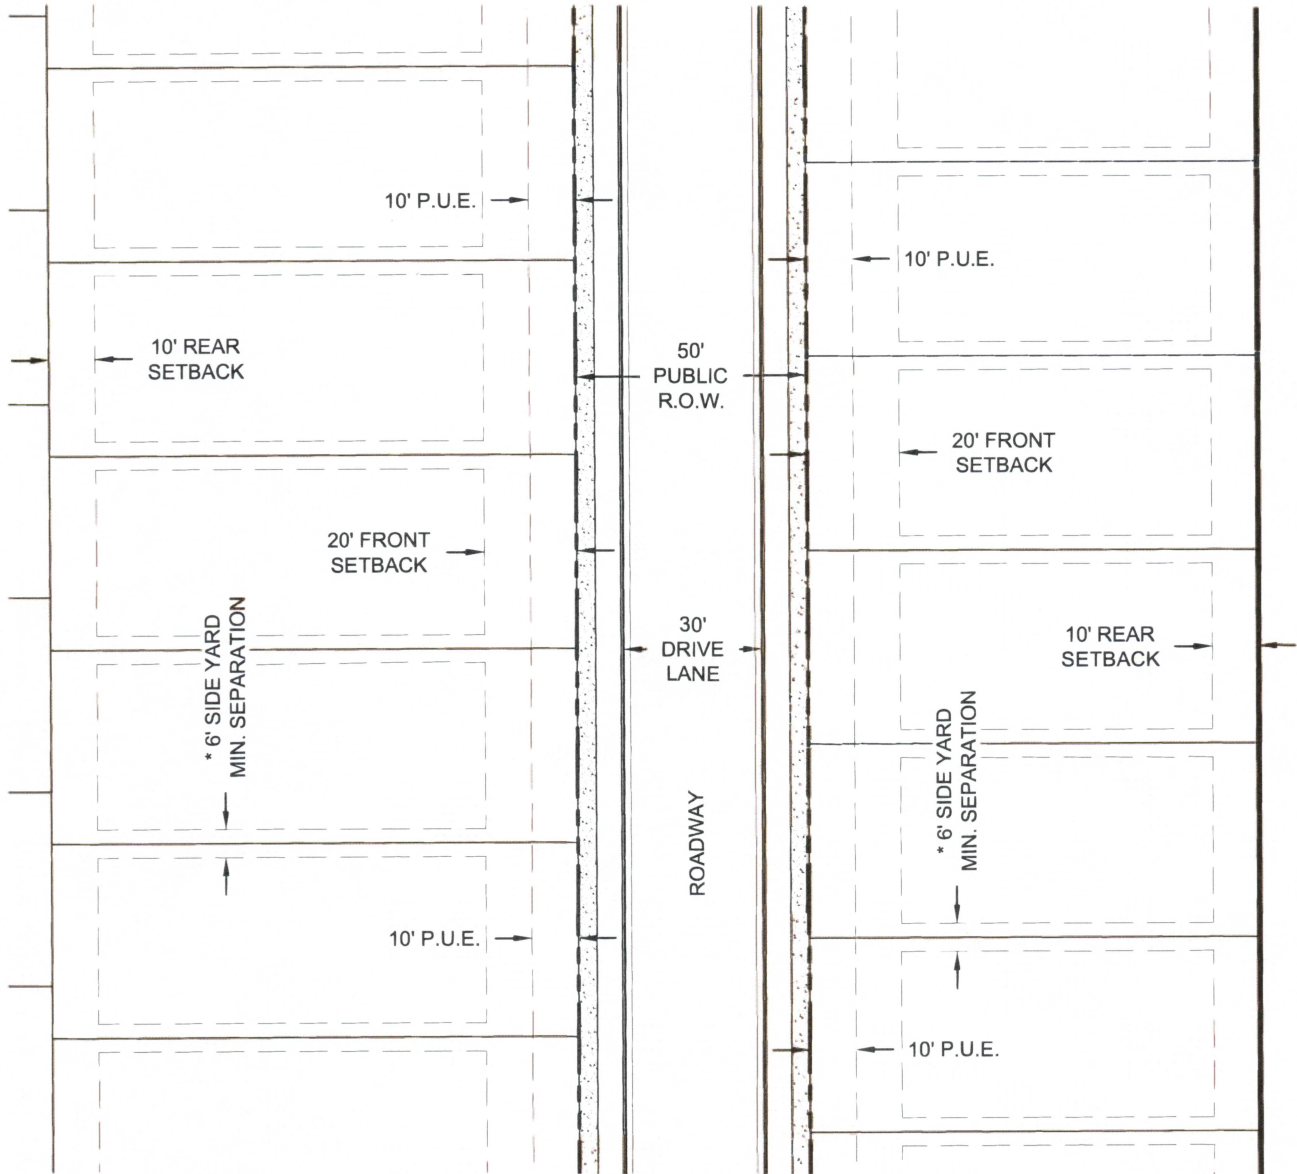 10' P.U.E.
10' P.U.E.
10' REAR
SETBACK
50'
PUBLIC
R.O.W.
20' FRONT
SETBACK
20' FRONT
SETBACK
* 6' SIDE YARD
MIN. SEPARATION
30'
DRIVE
LANE
10' REAR
SETBACK
* 6' SIDE YARD
MIN. SEPARATION
ROADWAY
10' P.U.E.
10' P.U.E.